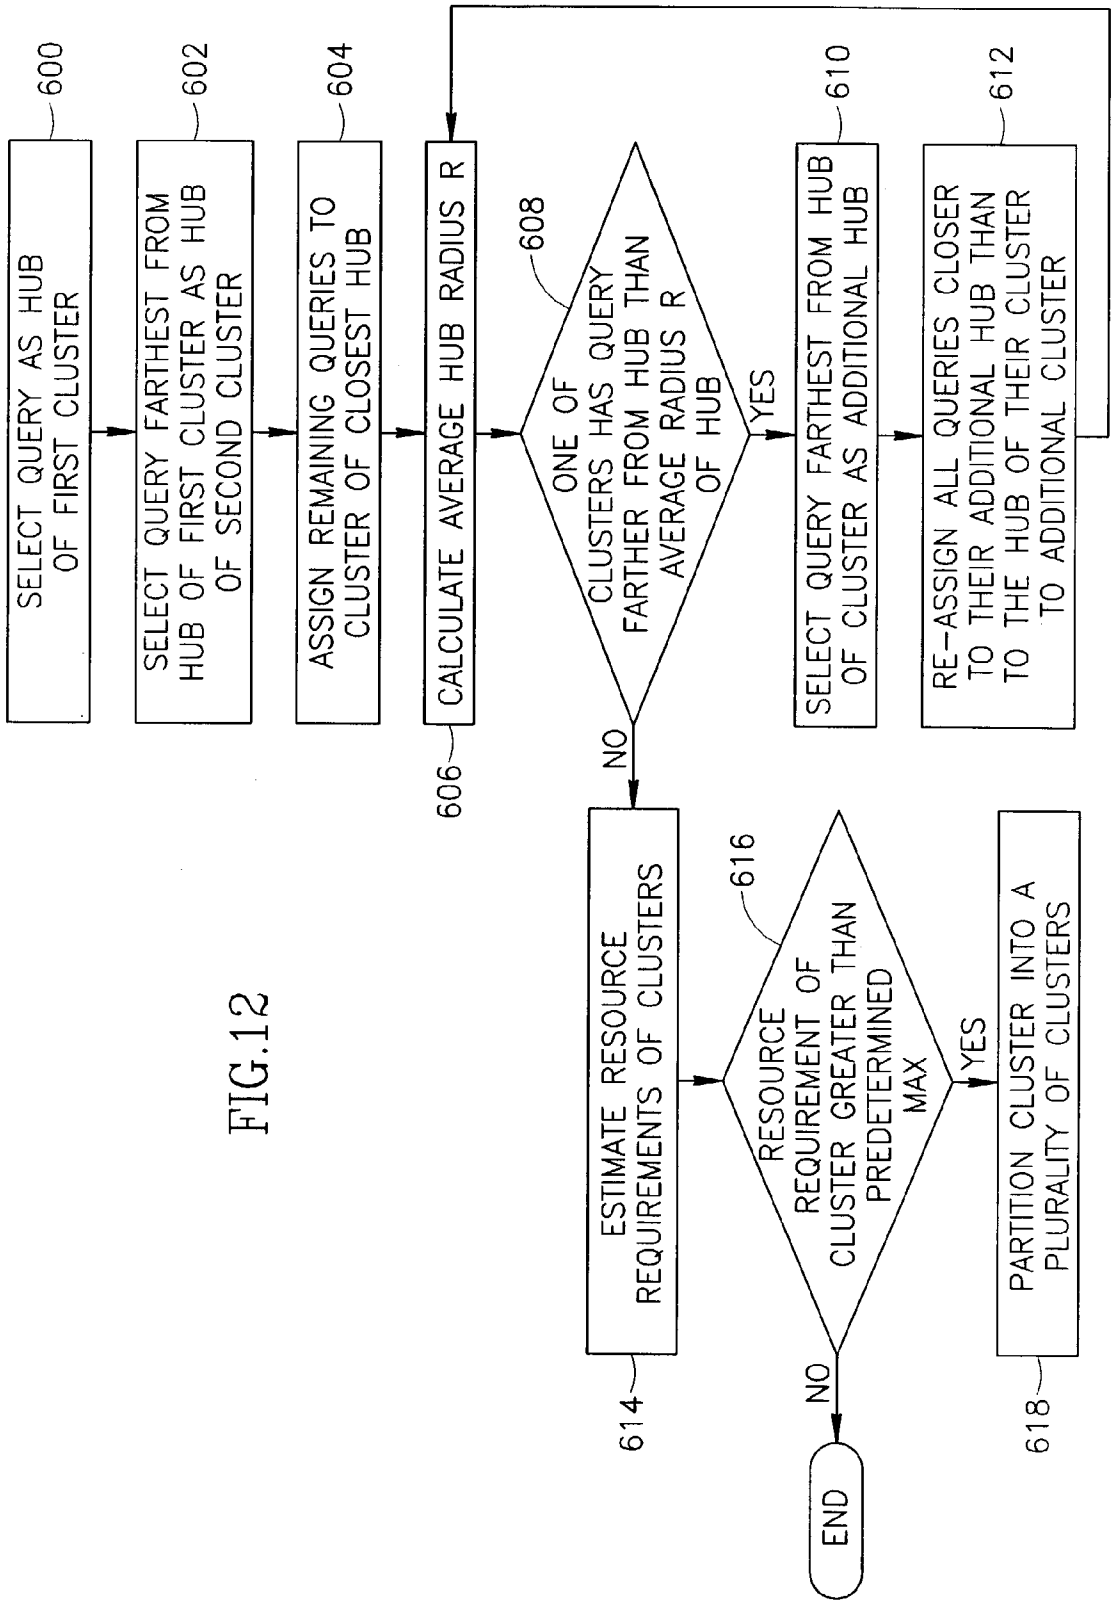 FIG.12
SELECT QUERY AS HUB
OF FIRST CLUSTER
600
SELECT QUERY FARTHEST FROM
HUB OF FIRST CLUSTER AS HUB
OF SECOND CLUSTER
602
ASSIGN REMAINING QUERIES TO
CLUSTER OF CLOSEST HUB
604
606
CALCULATE AVERAGE HUB RADIUS R
ONE OF
CLUSTERS HAS QUERY
FARTHER FROM HUB THAN
AVERAGE RADIUS R
OF HUB
608
NO
YES
SELECT QUERY FARTHEST FROM HUB
OF CLUSTER AS ADDITIONAL HUB
610
RE-ASSIGN ALL QUERIES CLOSER
TO THEIR ADDITIONAL HUB THAN
TO THE HUB OF THEIR CLUSTER
TO ADDITIONAL CLUSTER
612
614
ESTIMATE RESOURCE
REQUIREMENTS OF CLUSTERS
RESOURCE
REQUIREMENT OF
CLUSTER GREATER THAN
PREDETERMINED
MAX
616
NO
YES
END
618
PARTITION CLUSTER INTO A
PLURALITY OF CLUSTERS